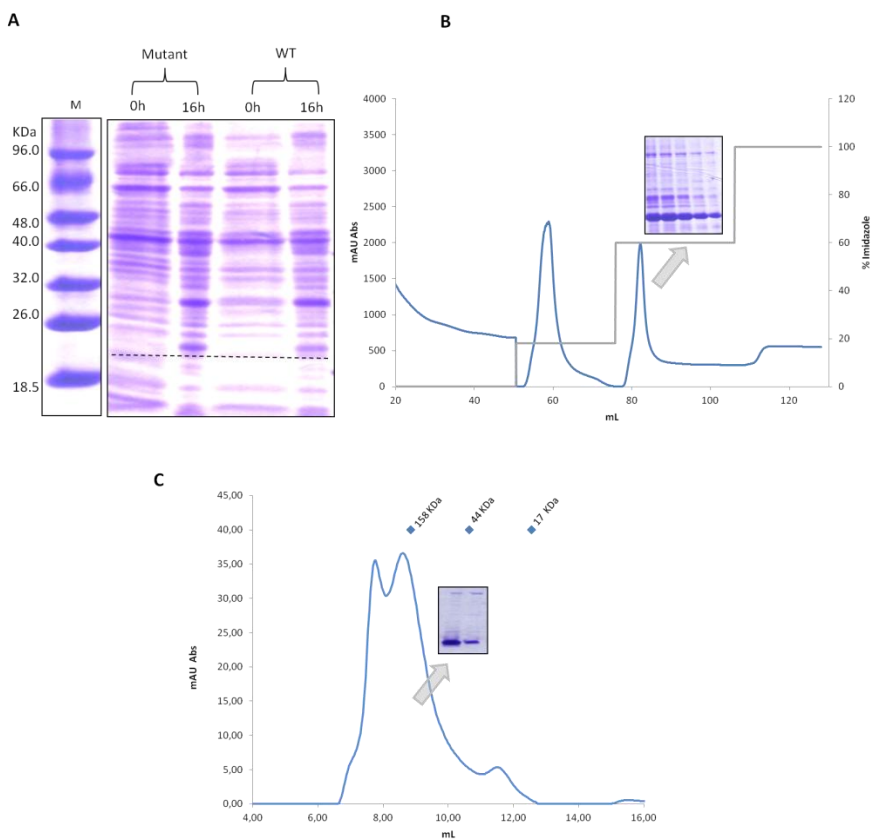 A
Mutant
WT
M
0h
16h
0h
16h
KDa
96.0
66.0
48.0
40.0
32.0
26.0
18.5
B
4000
3500
3000
2500
2000
1500
1000
500
0
mAU Abs
120
100
80
60
40
20
0
% Imidazole
20
40
60
80
100
120
mL
C
45,00
40,00
35,00
30,00
25,00
20,00
15,00
10,00
5,00
0,00
mAU Abs
158 KDa
44 KDa
17 KDa
4,00
6,00
8,00
10,00
12,00
14,00
16,00
mL